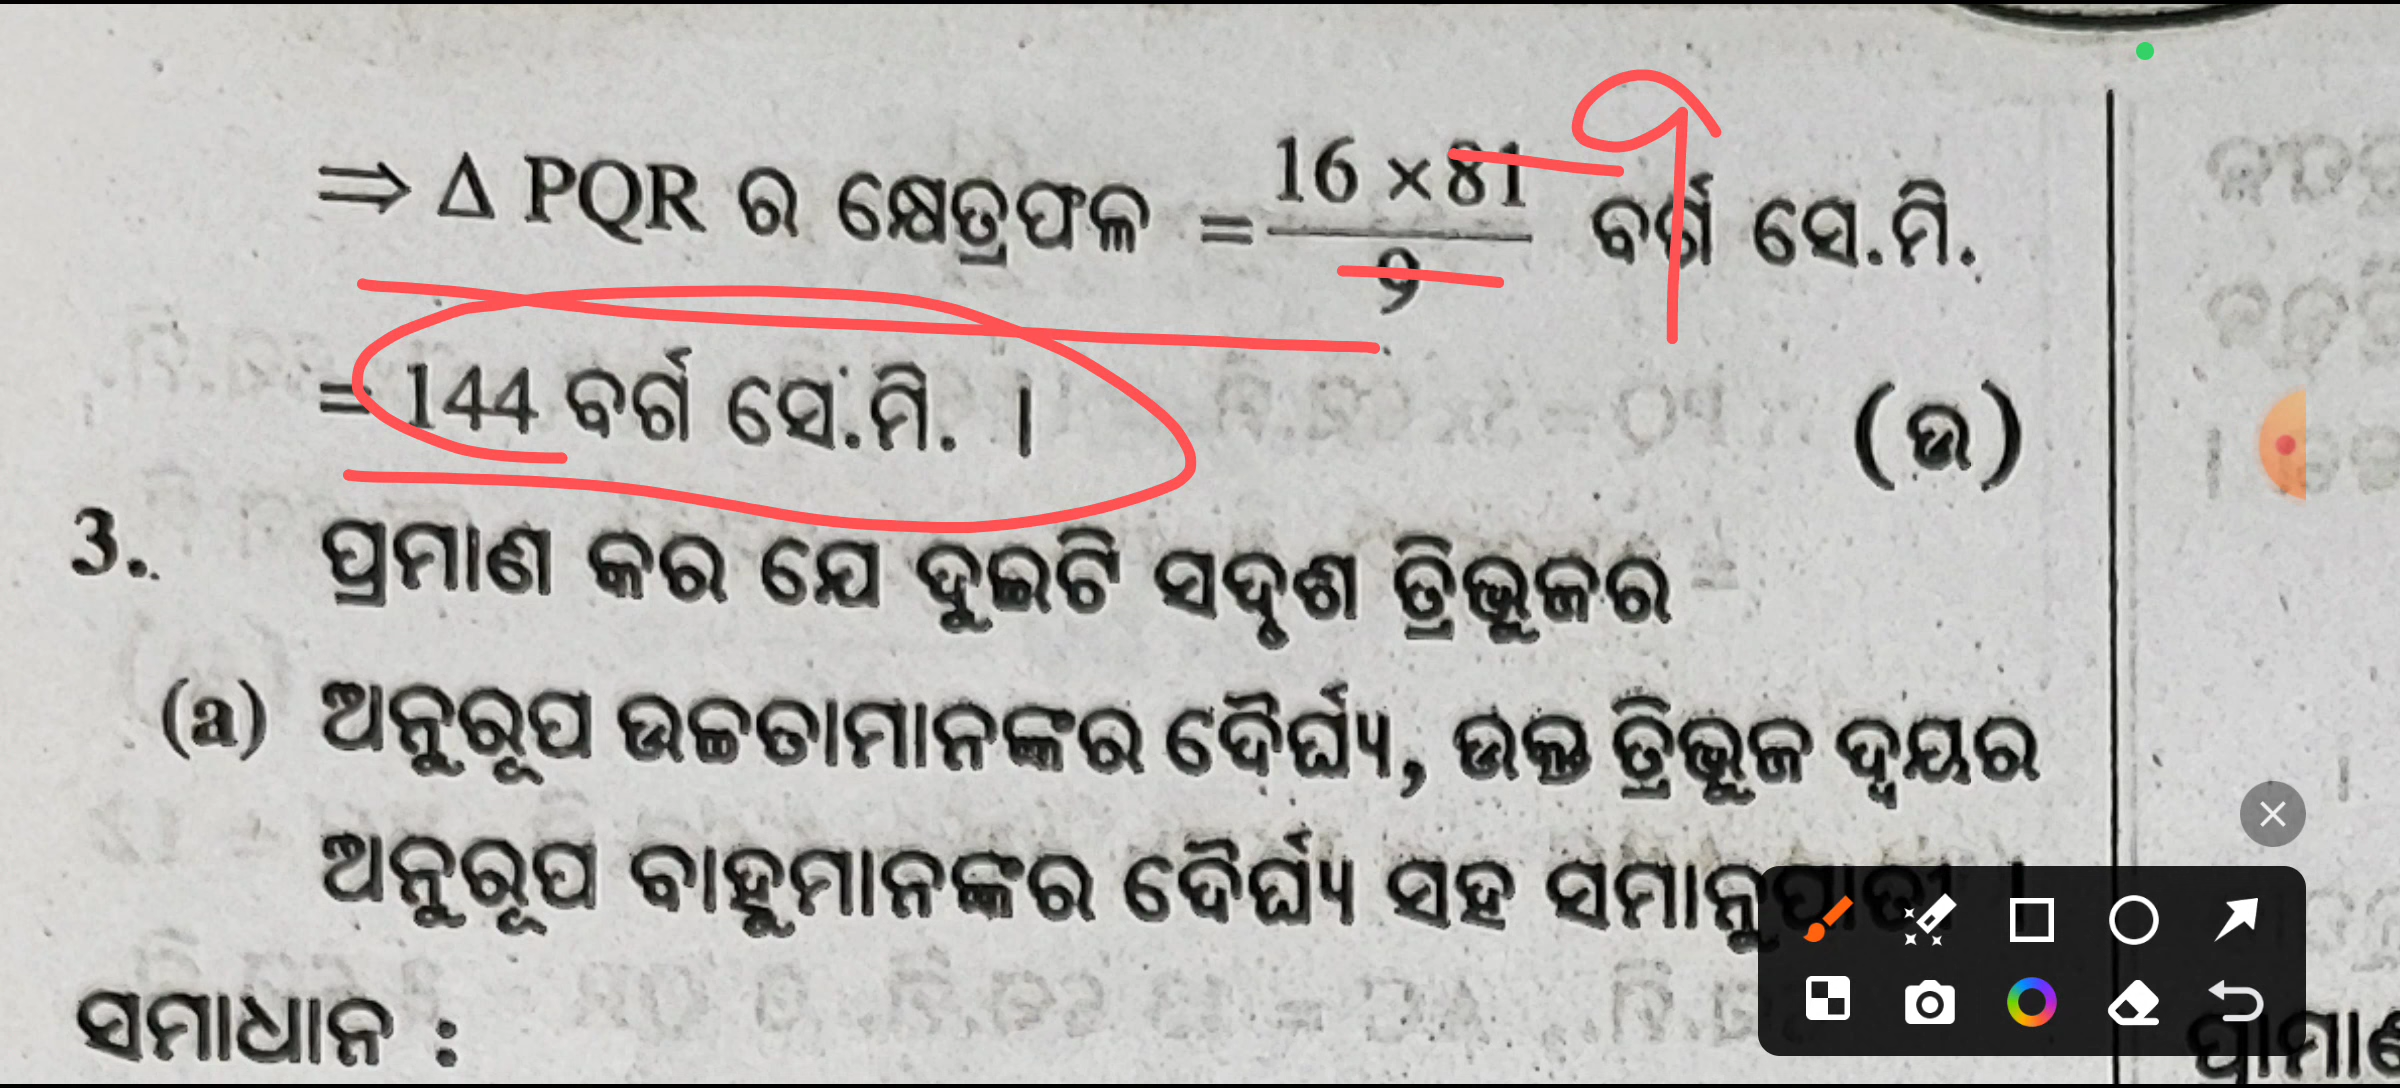 ⇒ Δ PQR ର କ୍ଷେତ୍ରଫଳ = 16 × 81 / 9 ବର୍ଗ ସେ.ମି.
9
= 144 ବର୍ଗ ସେ.ମି. । (ଉ)
3. ପ୍ରମାଣ କର ଯେ ଦୁଇଟି ସଦୃଶ ତ୍ରିଭୁଜର
(a) ଅନୁରୂପ ଉଚ୍ଚତାମାନଙ୍କର ଦୈର୍ଘ୍ୟ, ଉକ୍ତ ତ୍ରିଭୁଜ ଦ୍ୱୟର
ଅନୁରୂପ ବାହୁମାନଙ୍କର ଦୈର୍ଘ୍ୟ ସହ ସମାନୁପାତୀ ।
ସମାଧାନ :